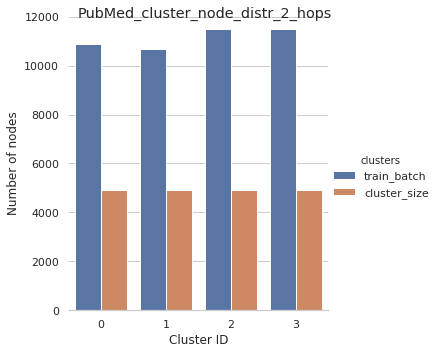 PubMed_cluster_node_distr_2_hops
12000
10000
8000
6000
4000
2000
0
Number of nodes
0 1 2 3
Cluster ID
clusters
train_batch
cluster_size